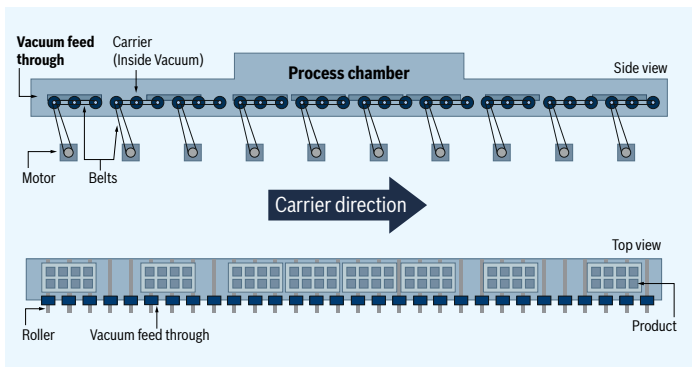 Vacuum feed
through
Carrier
(Inside Vacuum)
Process chamber
Side view
Motor
Belts
Carrier direction
Top view
Roller
Vacuum feed through
Product